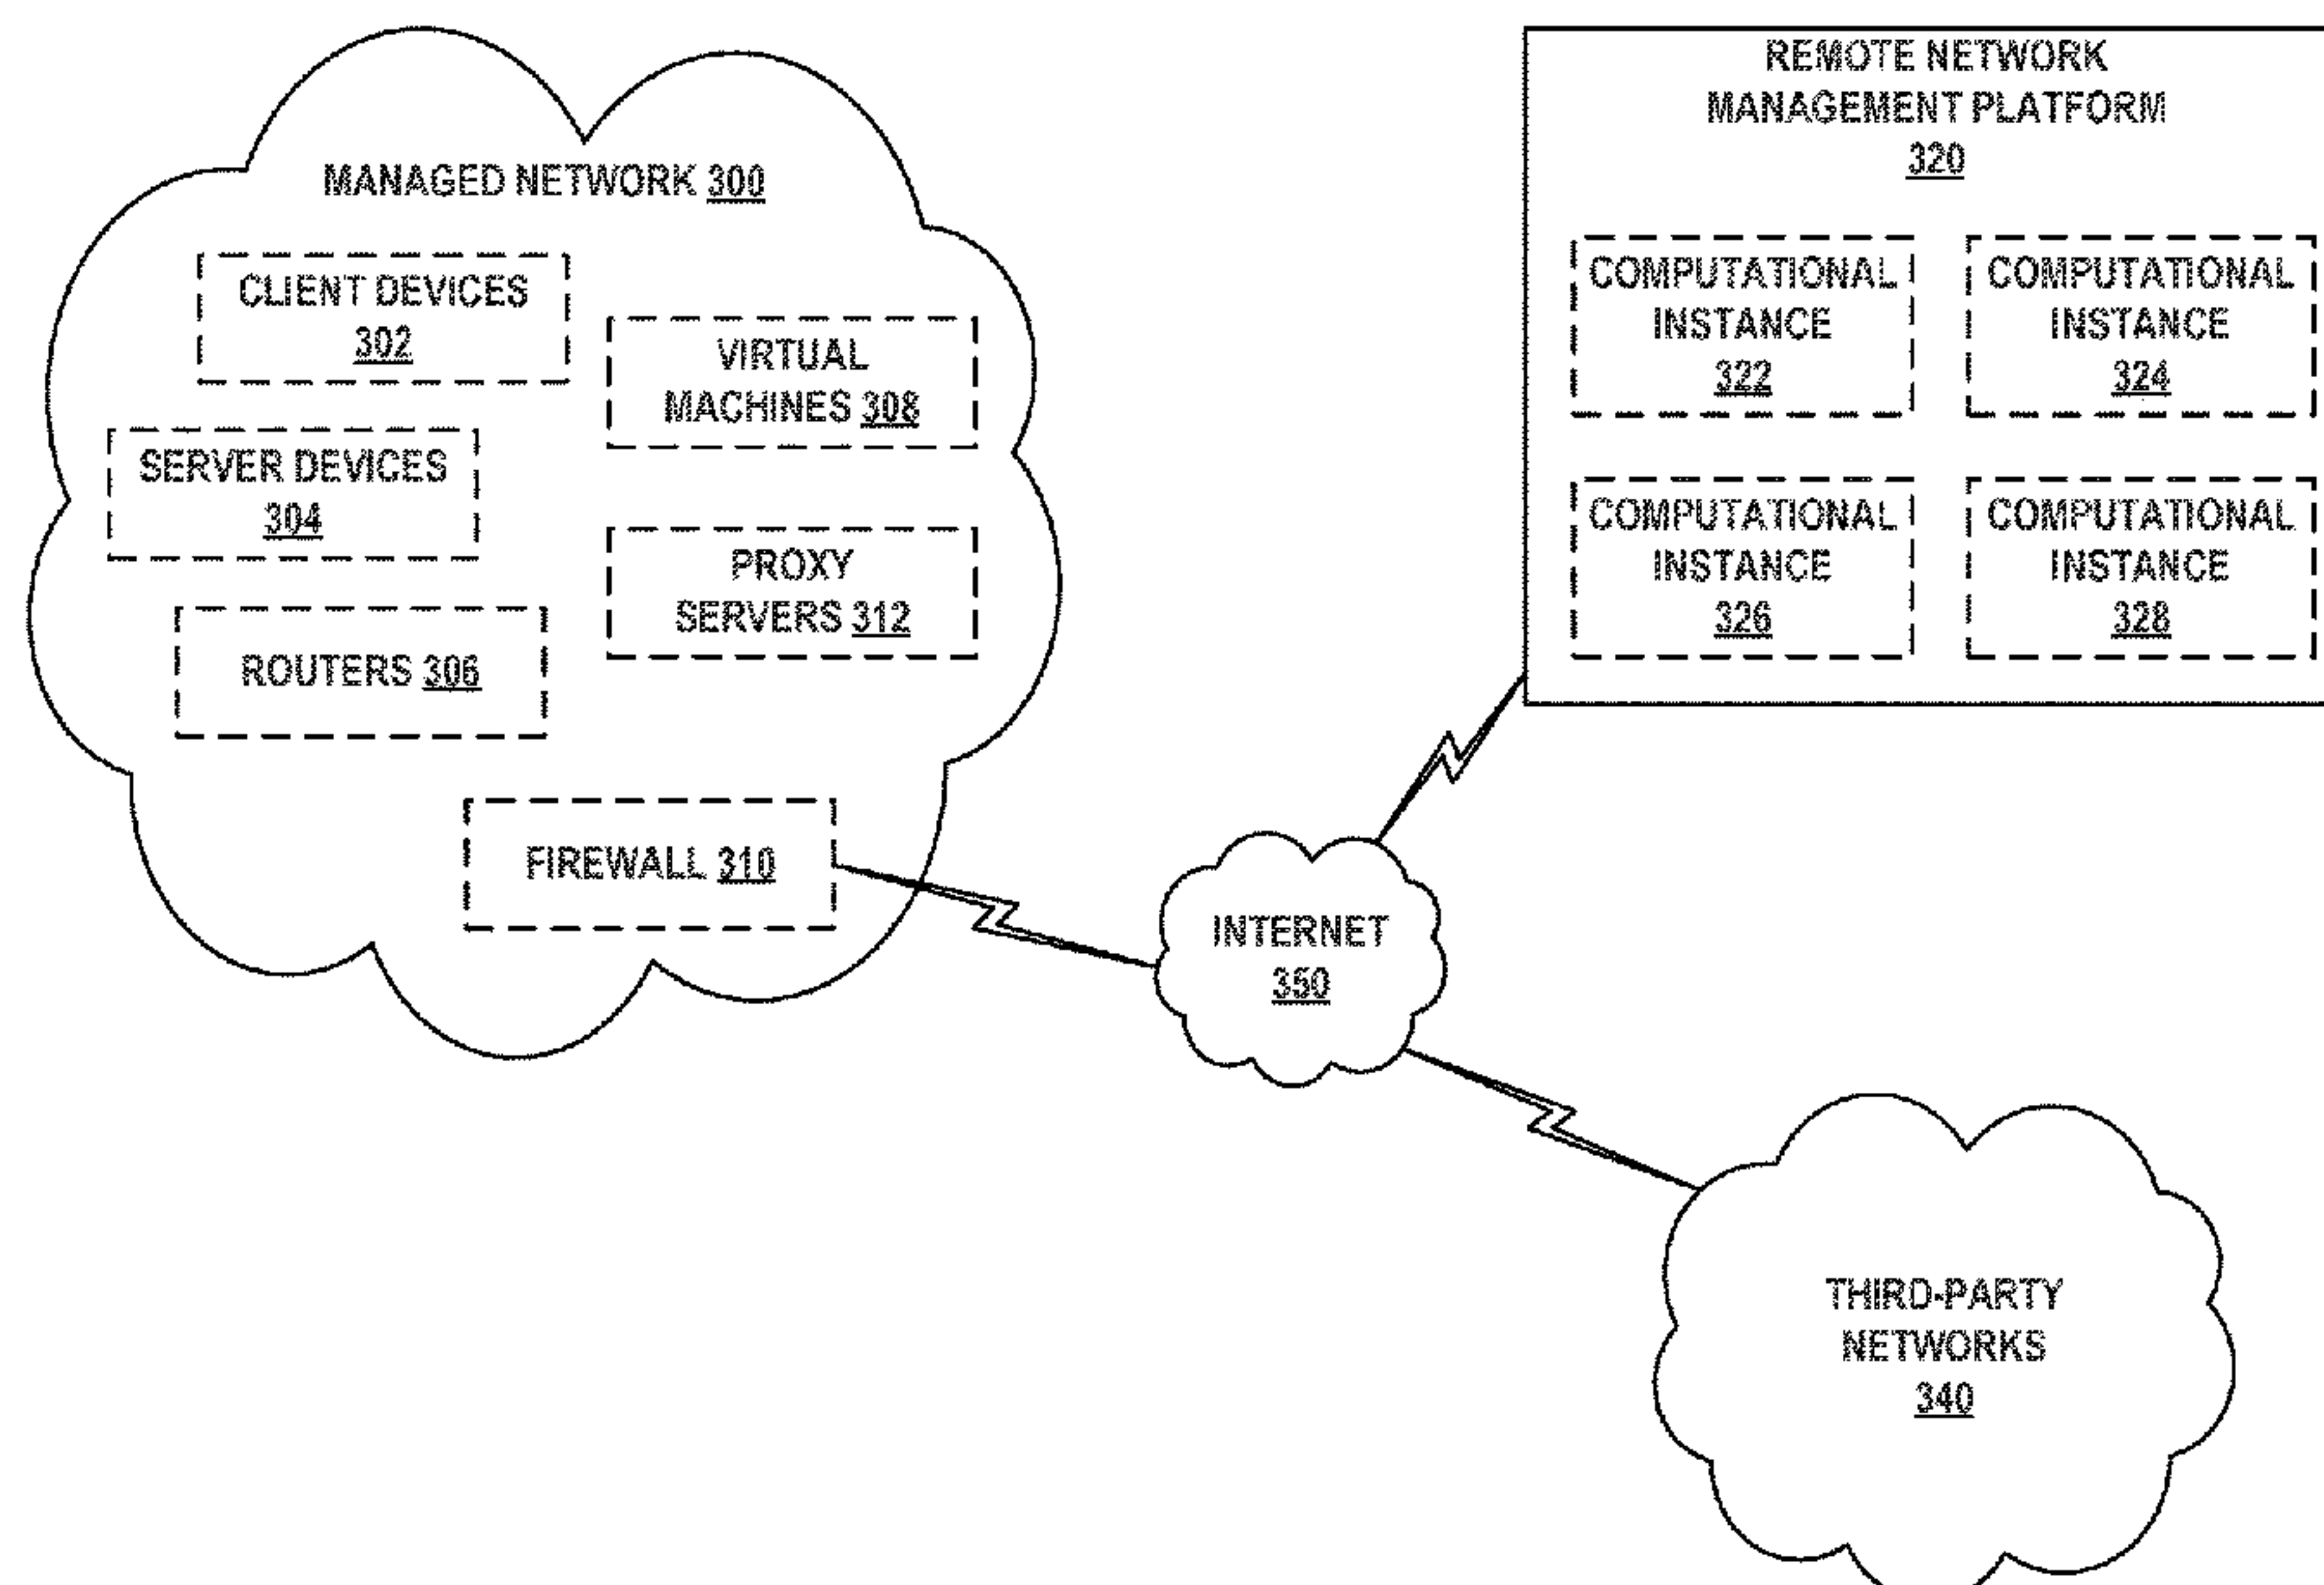 MANAGED NETWORK 300
CLIENT DEVICES
302
VIRTUAL
MACHINES 308
SERVER DEVICES
304
PROXY
SERVERS 312
ROUTERS 306
FIREWALL 310
REMOTE NETWORK
MANAGEMENT PLATFORM
320
COMPUTATIONAL
INSTANCE
322
COMPUTATIONAL
INSTANCE
324
COMPUTATIONAL
INSTANCE
326
COMPUTATIONAL
INSTANCE
328
INTERNET
350
THIRD-PARTY
NETWORKS
340